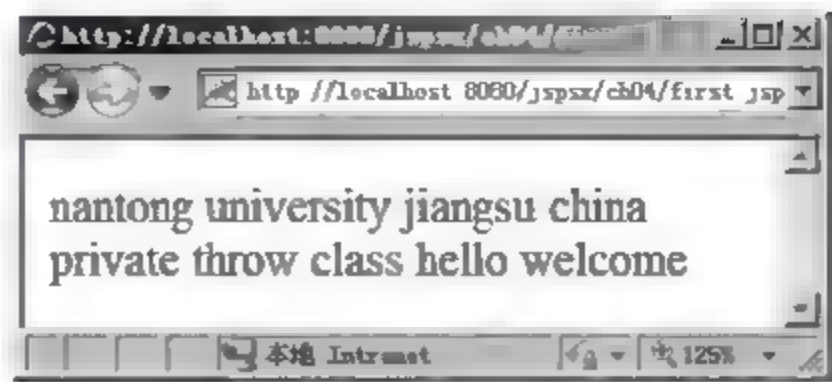 http://localhost:8080/jspsx/ch04/
http://localhost:8080/jspsx/ch04/first.jsp
nantong university jiangsu china
private throw class hello welcome
本地 Intranet
125%